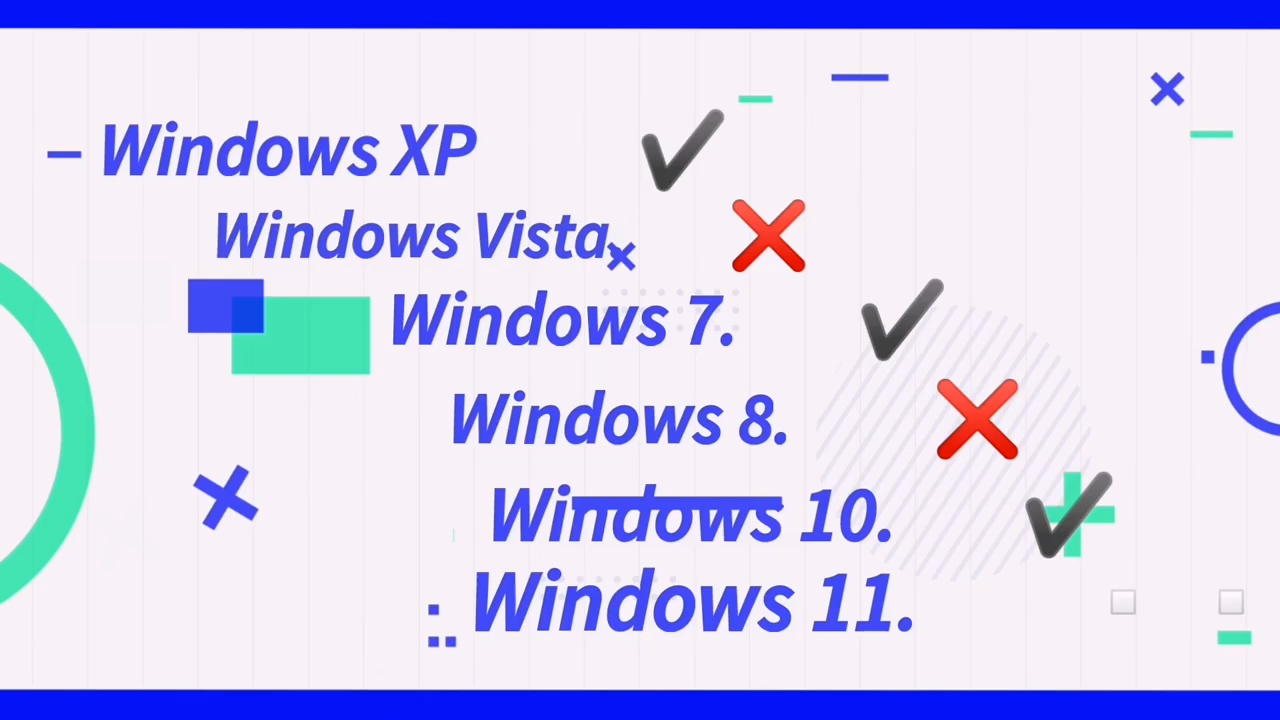 – Windows XP ✔
Windows Vista. ❌
Windows 7. ✔
Windows 8. ❌
Windows 10. ✔
Windows 11.